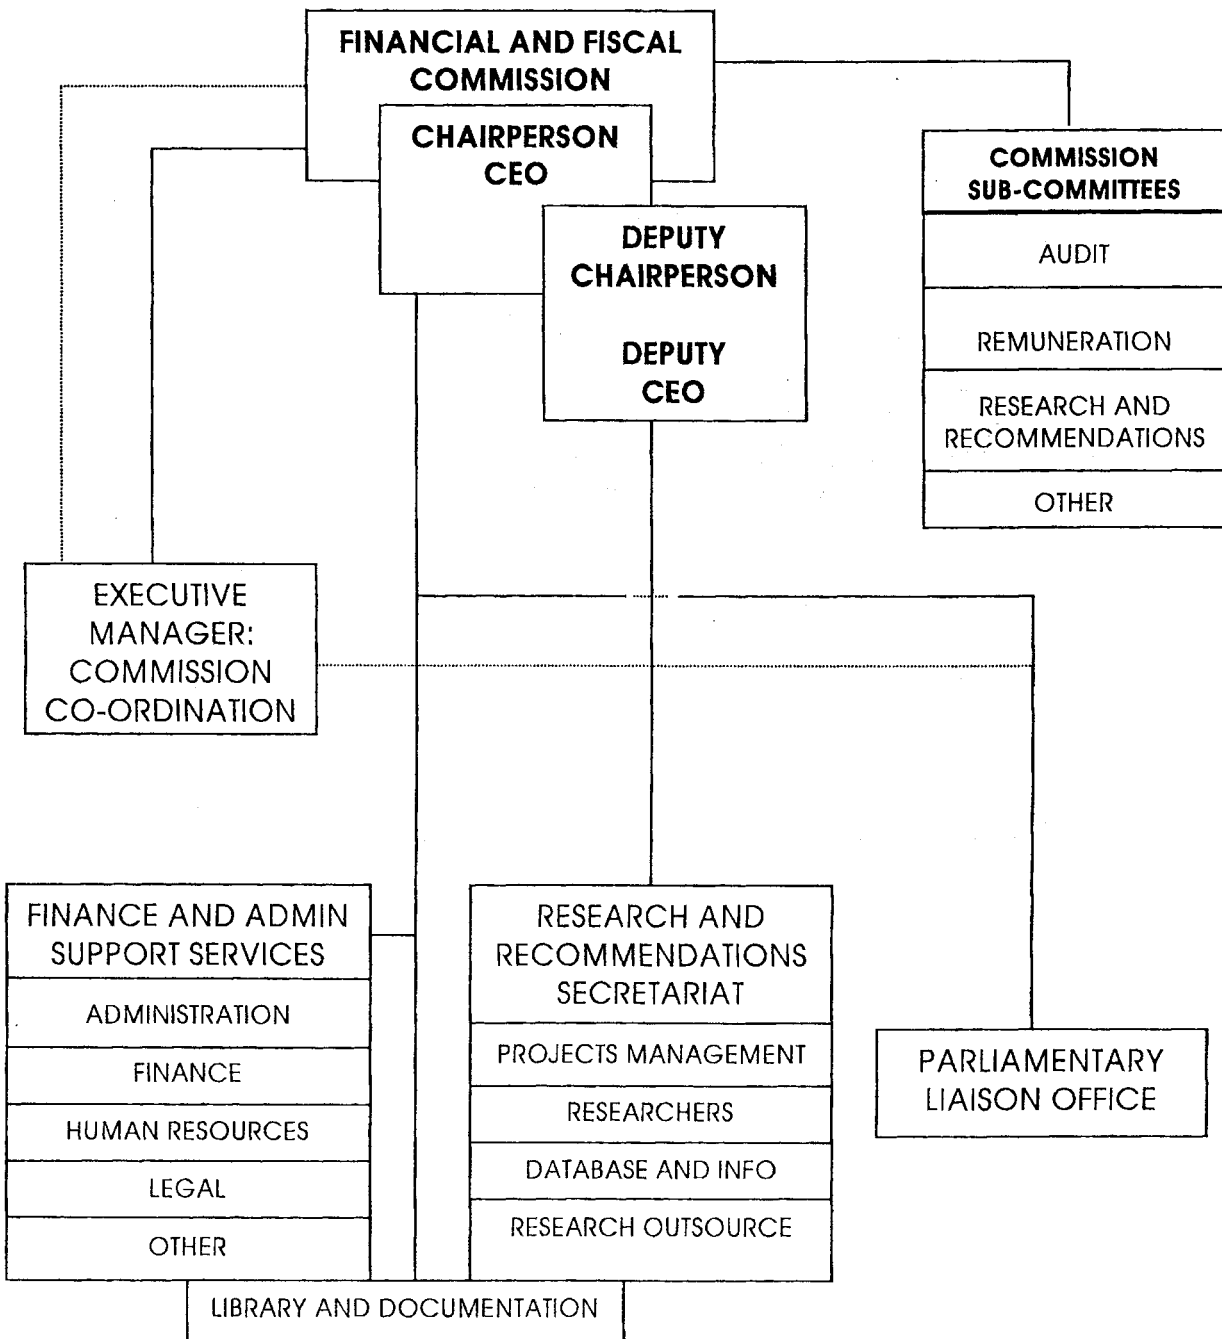 FINANCIAL AND FISCAL
COMMISSION
CHAIRPERSON
CEO
DEPUTY
CHAIRPERSON
DEPUTY
CEO
COMMISSION
SUB-COMMITTEES
AUDIT
REMUNERATION
RESEARCH AND
RECOMMENDATIONS
OTHER
EXECUTIVE
MANAGER:
COMMISSION
CO-ORDINATION
FINANCE AND ADMIN
SUPPORT SERVICES
ADMINISTRATION
FINANCE
HUMAN RESOURCES
LEGAL
OTHER
RESEARCH AND
RECOMMENDATIONS
SECRETARIAT
PROJECTS MANAGEMENT
RESEARCHERS
DATABASE AND INFO
RESEARCH OUTSOURCE
PARLIAMENTARY
LIAISON OFFICE
LIBRARY AND DOCUMENTATION